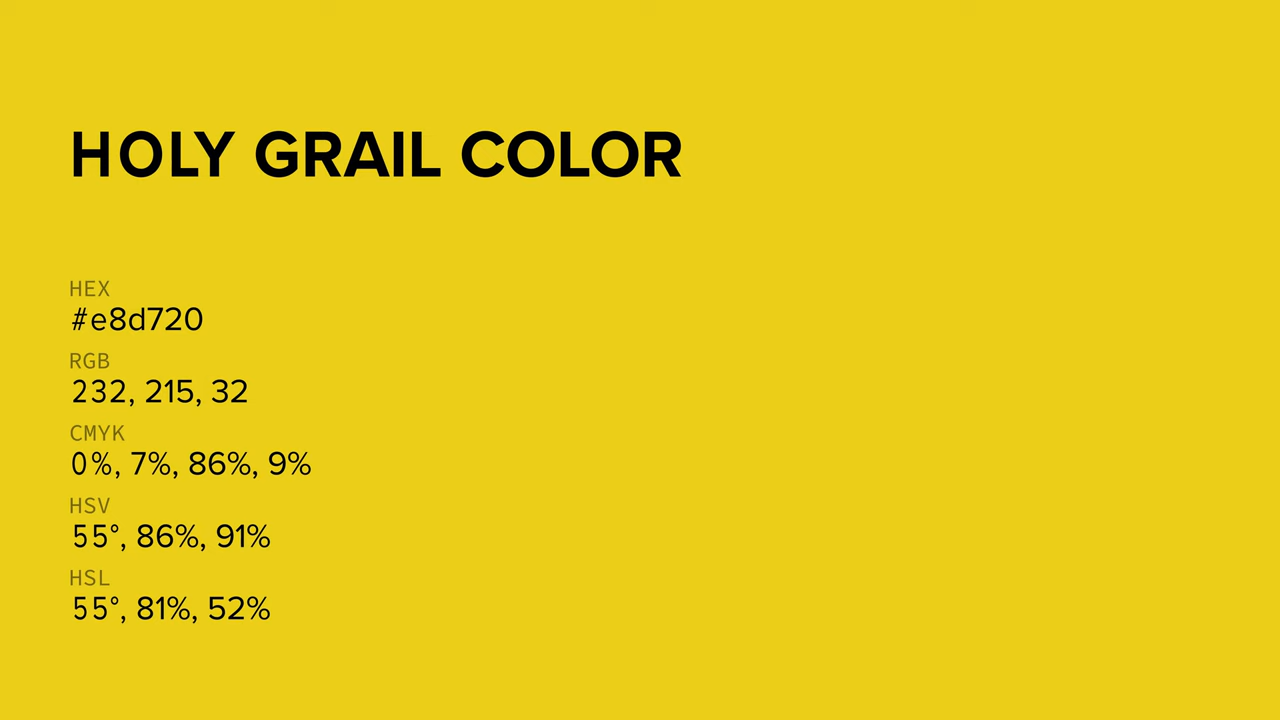 HOLY GRAIL COLOR
HEX
#e8d720
RGB
232, 215, 32
CMYK
0%, 7%, 86%, 9%
HSV
55°, 86%, 91%
HSL
55°, 81%, 52%